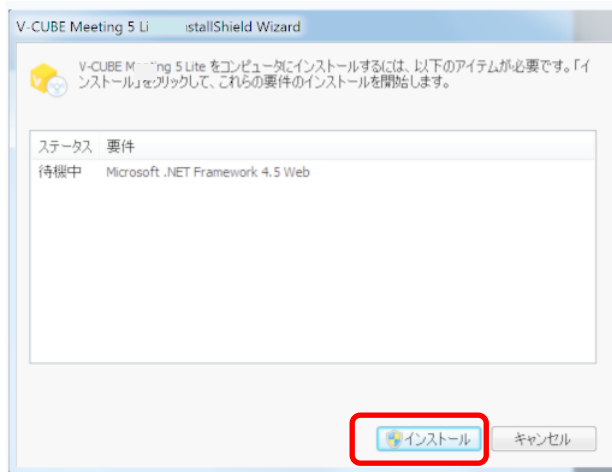 V-CUBE Meeting 5 Li stallShield Wizard
V-CUBE M ng 5 Lite をコンピュータにインストールするには、以下のアイテムが必要です。「イ
ンストール」をクリックして、これらの要件のインストールを開始します。
ステータス 要件
待機中 Microsoft .NET Framework 4.5 Web
インストール キャンセル